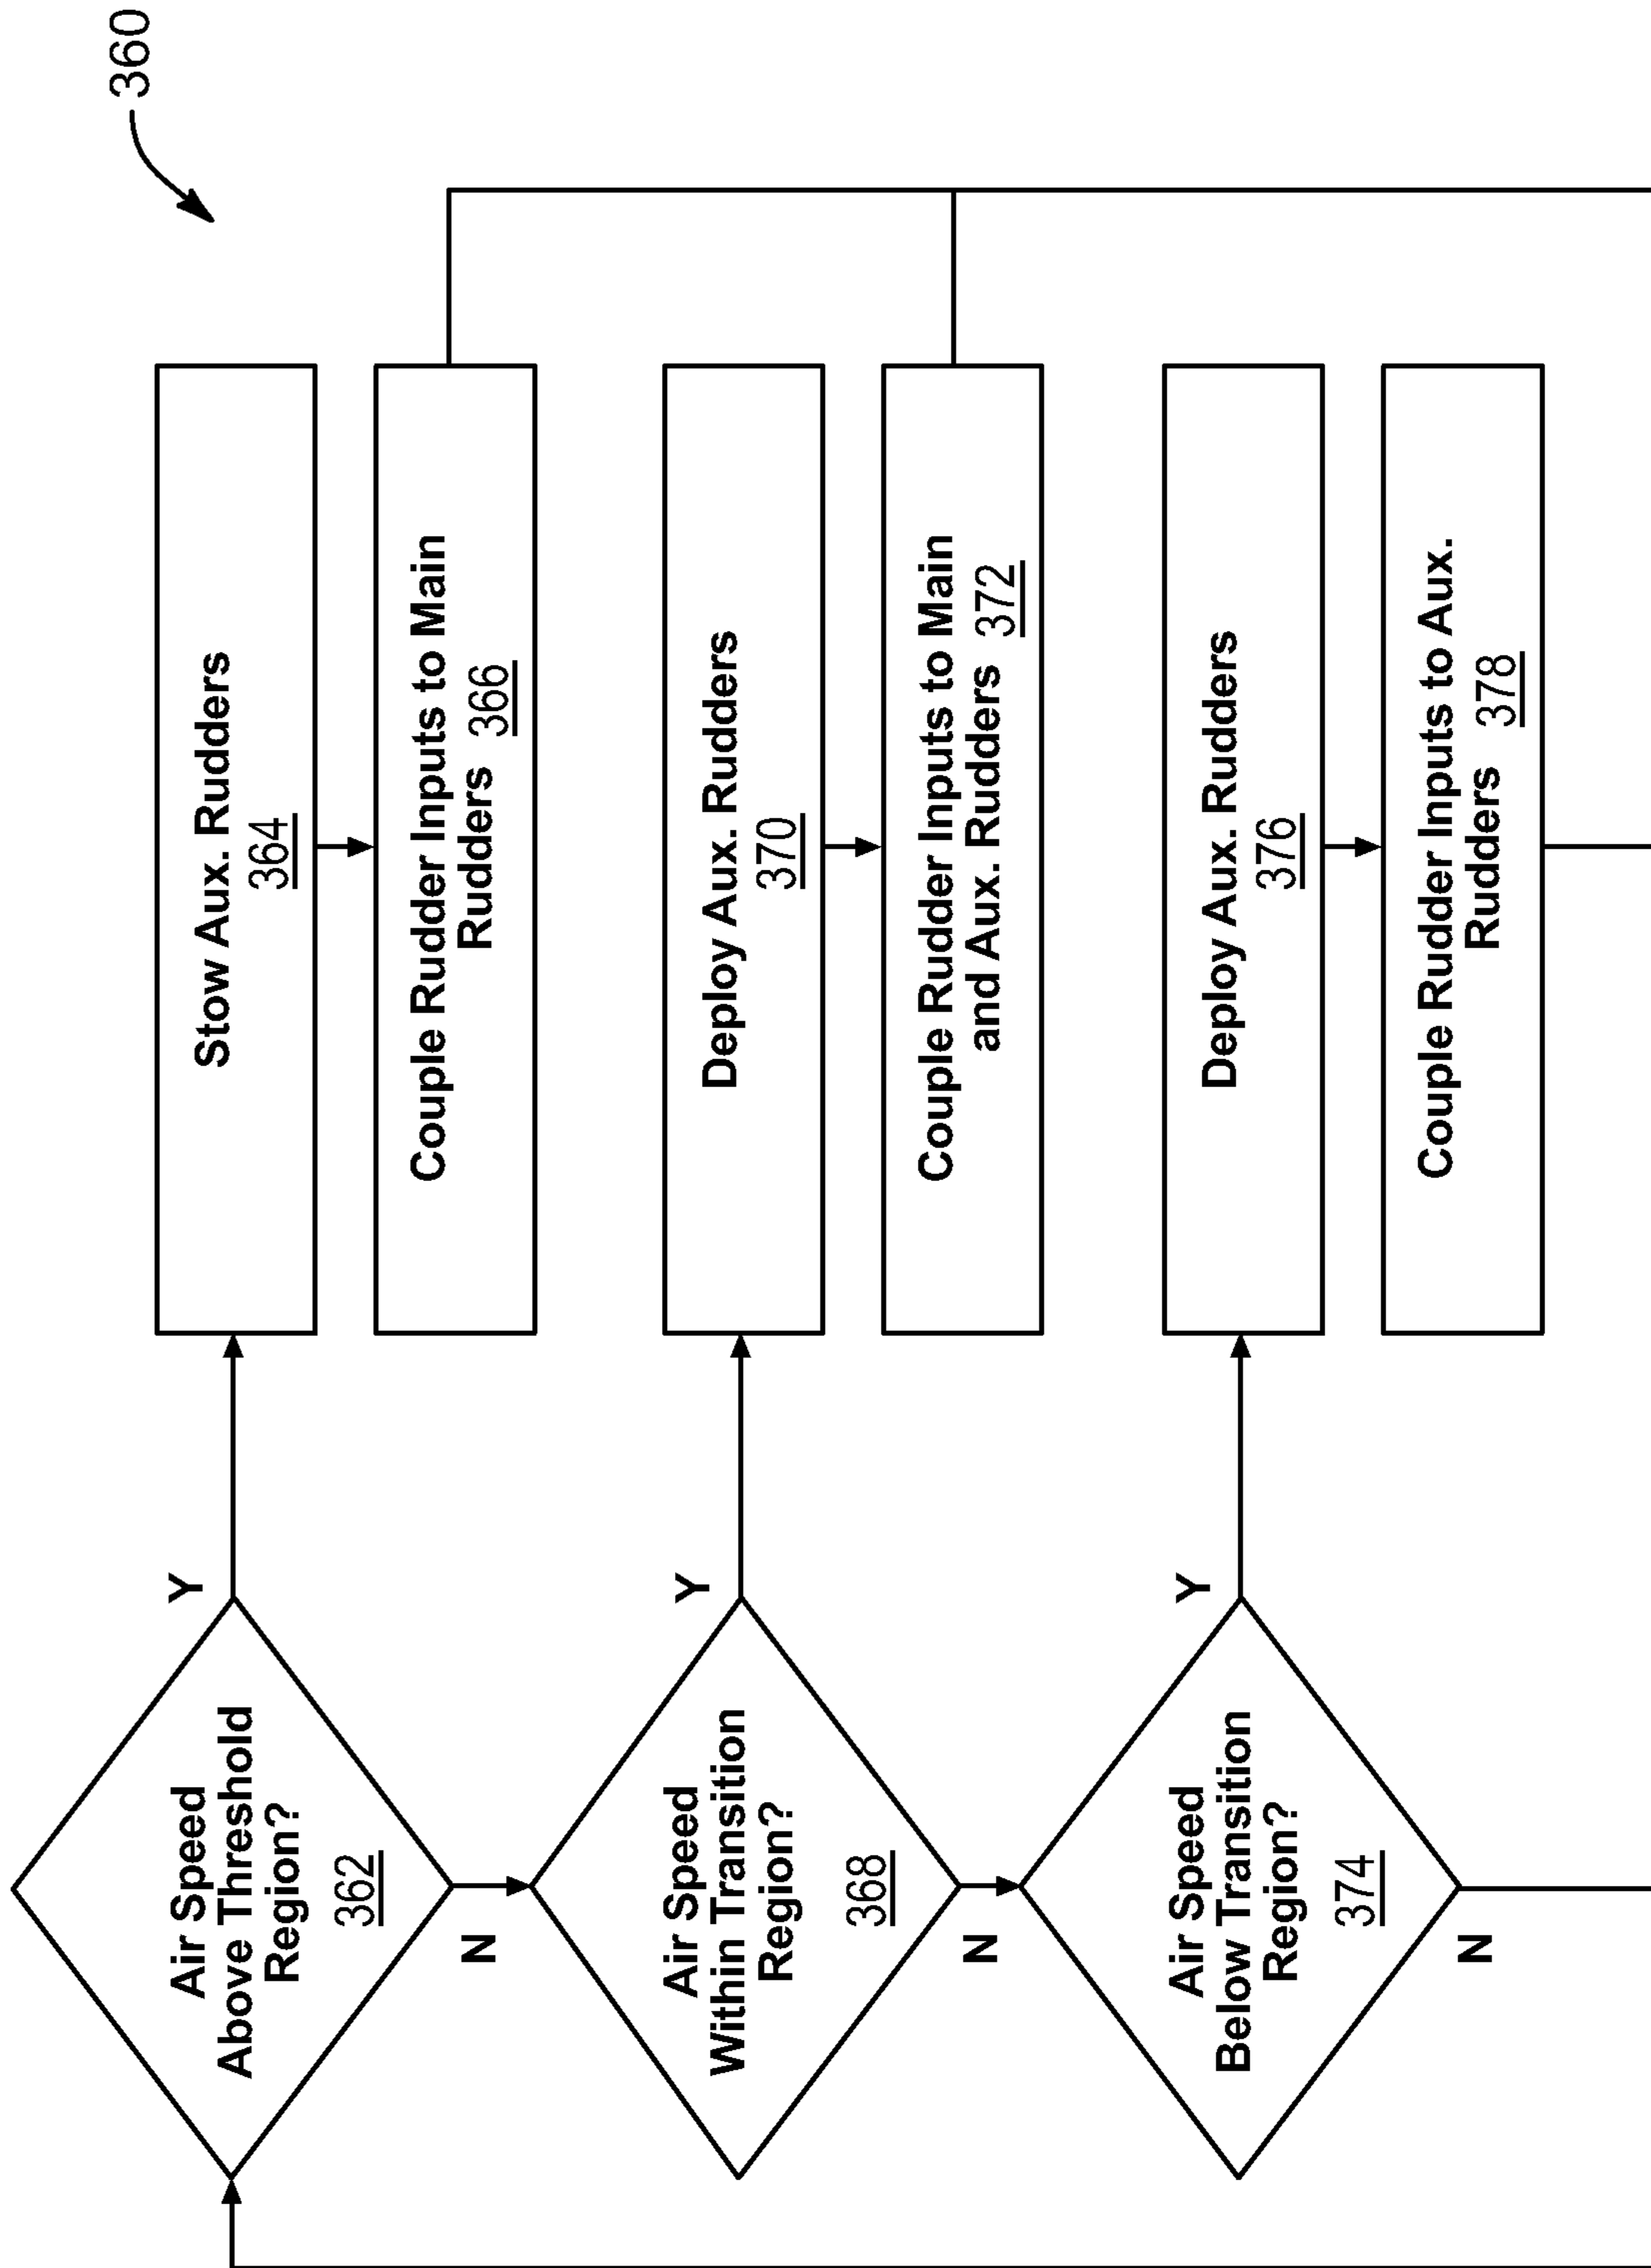 360
Air Speed
Above Threshold
Region?
362
Y
N
Stow Aux. Rudders
364
Couple Rudder Inputs to Main
Rudders 366
Air Speed
Within Transition
Region?
368
Y
N
Deploy Aux. Rudders
370
Couple Rudder Inputs to Main
and Aux. Rudders 372
Air Speed
Below Transition
Region?
374
Y
N
Deploy Aux. Rudders
376
Couple Rudder Inputs to Aux.
Rudders 378